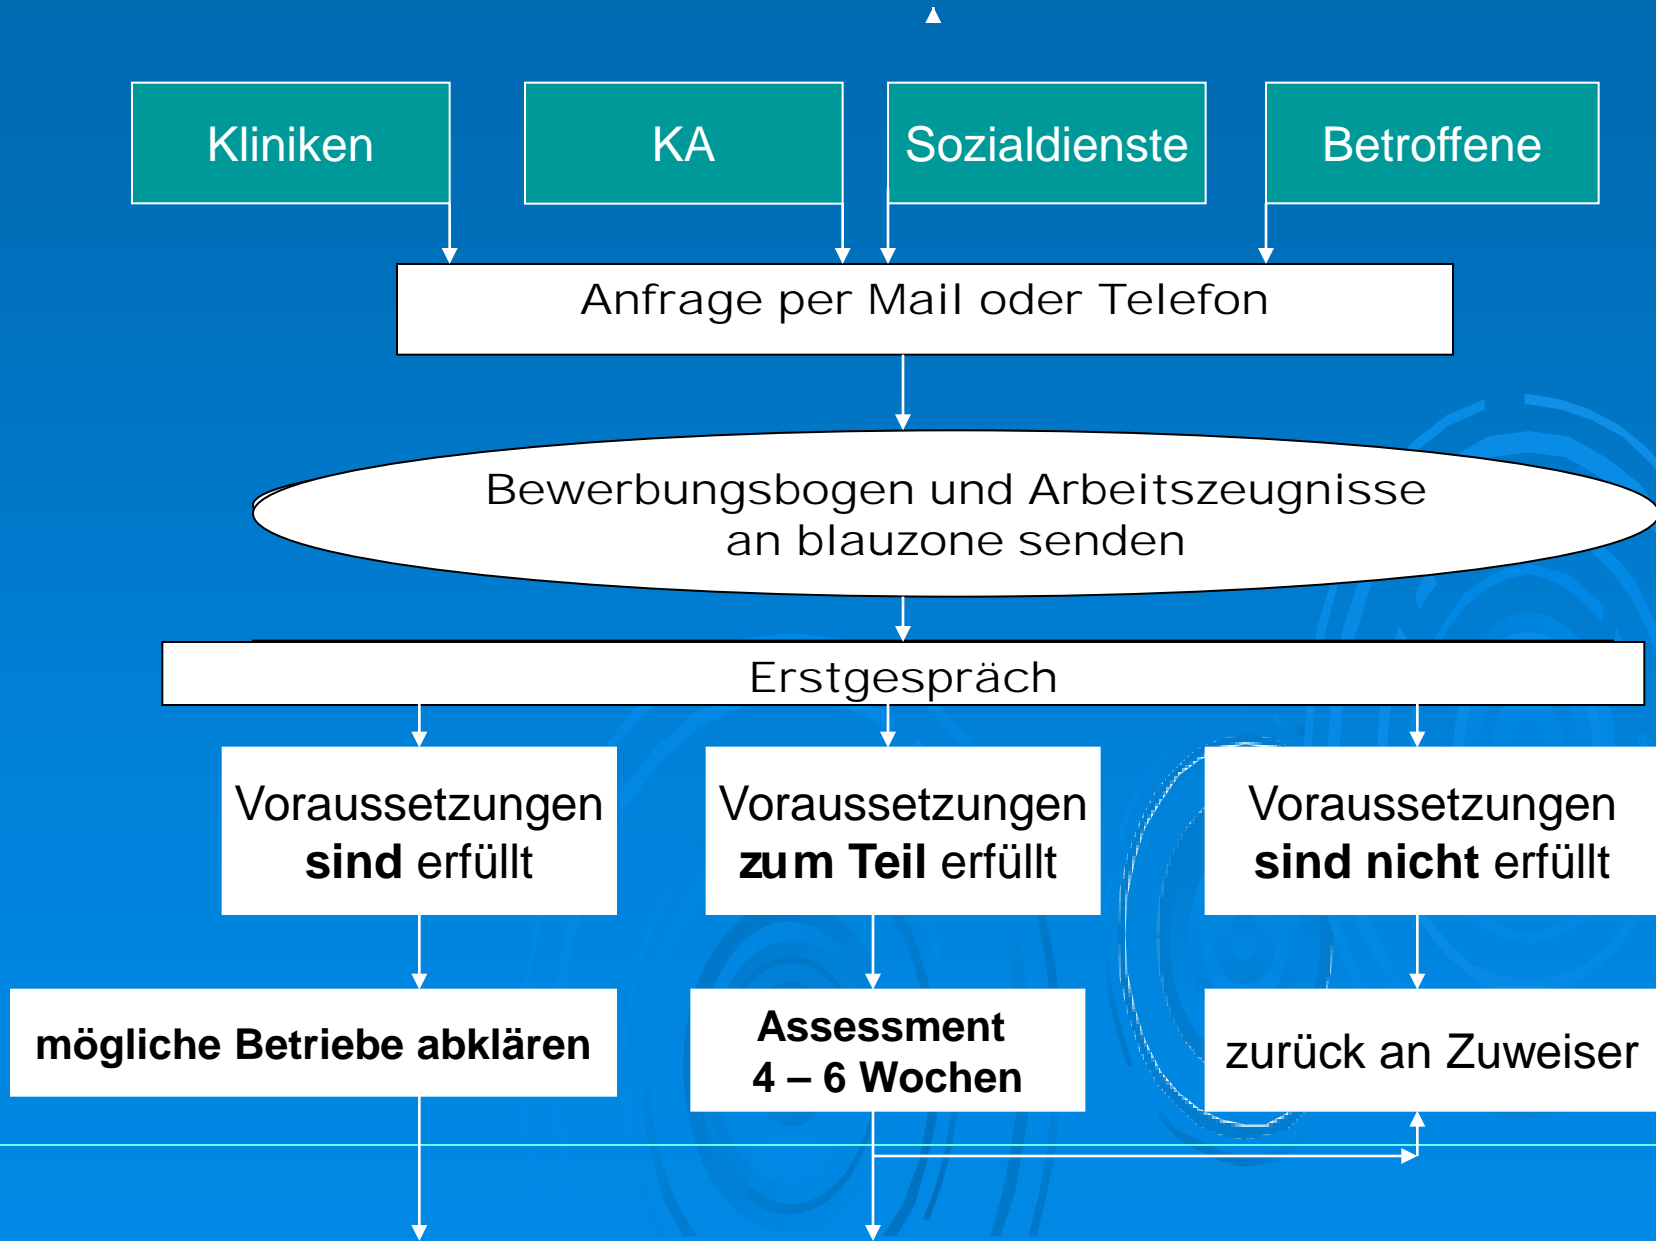 Kliniken
KA
Sozialdienste
Betroffene
Anfrage per Mail oder Telefon
Bewerbungsbogen und Arbeitszeugnisse
an blauzone senden
Erstgespräch
Voraussetzungen
sind erfüllt
Voraussetzungen
zum Teil erfüllt
Voraussetzungen
sind nicht erfüllt
mögliche Betriebe abklären
Assessment
4 – 6 Wochen
zurück an Zuweiser